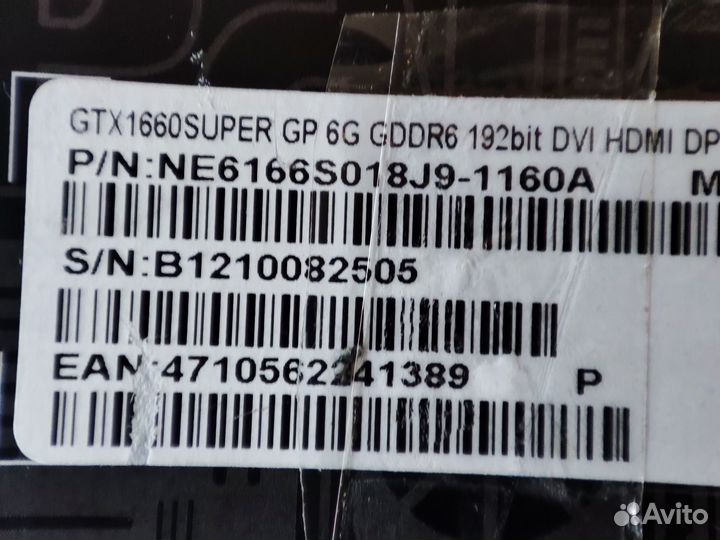 GTX1660SUPER GP 6G GDDR6 192bit DVI HDMI DP
P/N:NE6166S018J9-1160A M
S/N:B1210082505
EAN:4710562241389 P
Avito